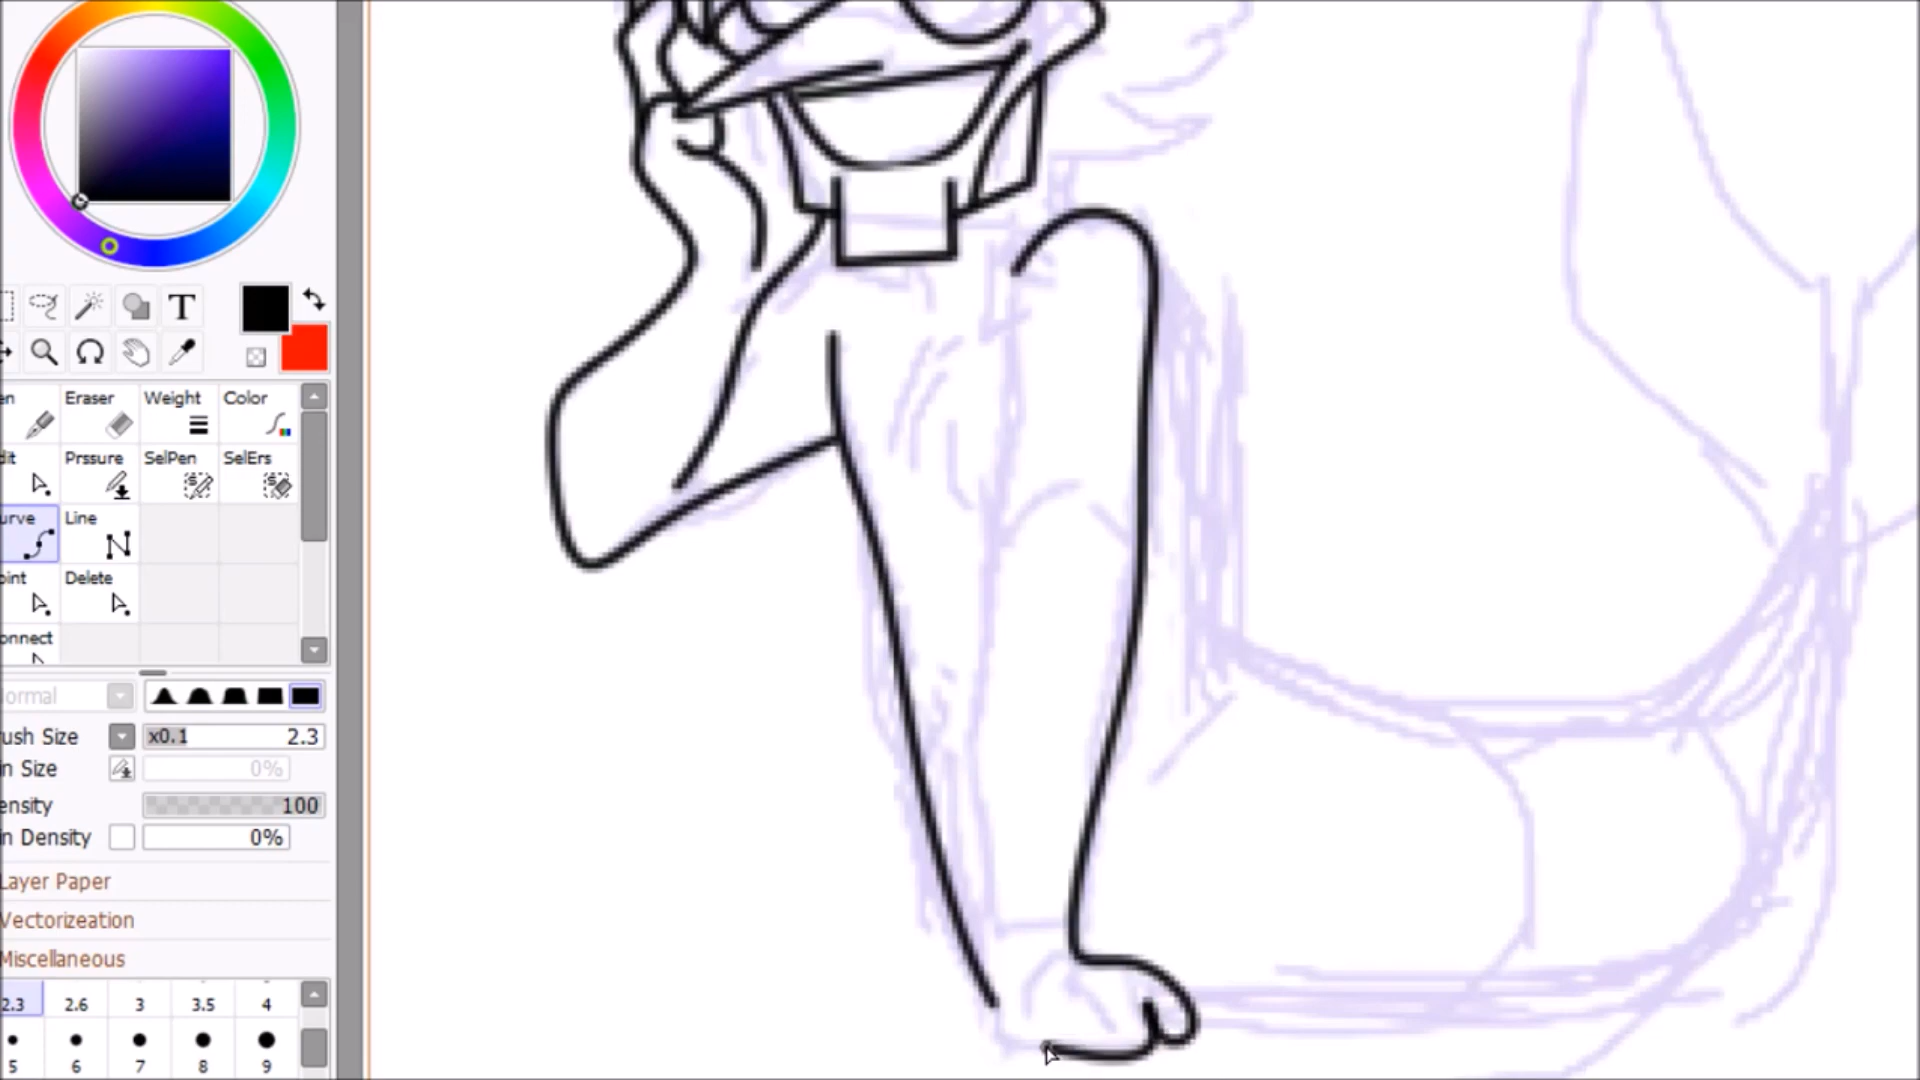 T
en Eraser Weight Color
dit Prssure SelPen SelErs
urve Line
oint Delete
onnect
ormal
ush Size x0.1 2.3
in Size 0%
ensity 100
in Density 0%
Layer Paper
Vectorizeation
Miscellaneous
2.3 2.6 3 3.5 4
5 6 7 8 9